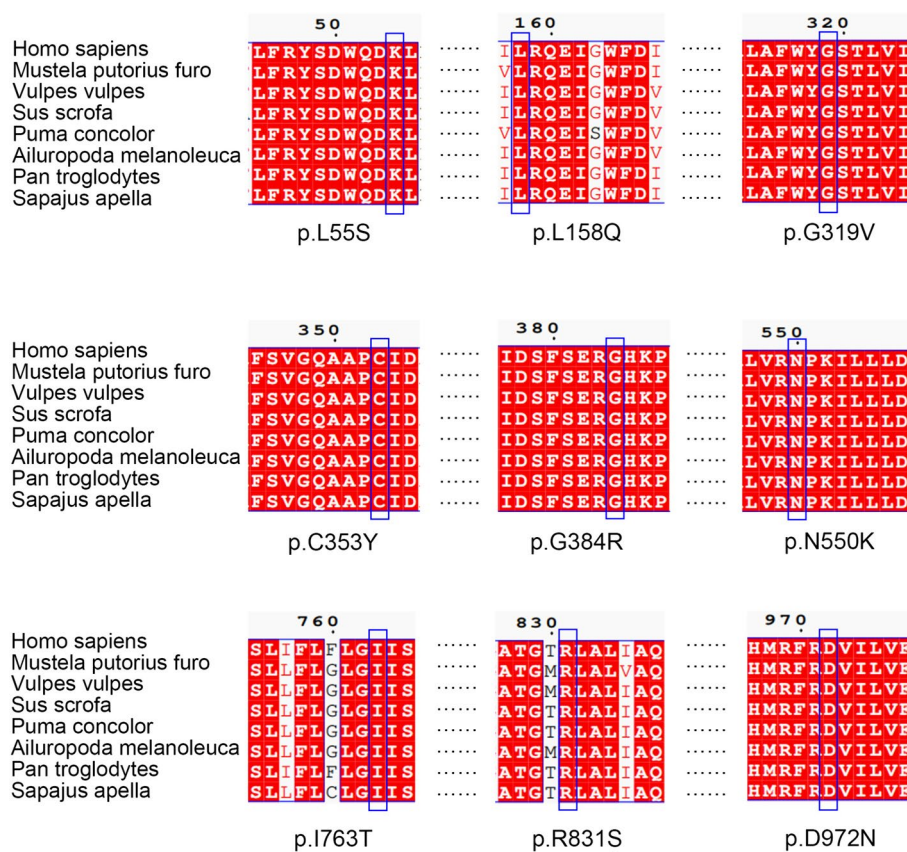 50 160 320
Homo sapiens LFRYSDWQDKL ...... ILRQEIGWFDI ...... LAFWYGSTLVI
Mustela putorius furo LFRYSDWQDKL ...... VLRQEIGWFDI ...... LAFWYGSTLVI
Vulpes vulpes LFRYSDWQDKL ...... ILRQEIGWFDV ...... LAFWYGSTLVI
Sus scrofa LFRYSDWQDKL ...... ILRQEIGWFDI ...... LAFWYGSTLVI
Puma concolor LFRYSDWQDKL ...... VLRQEISWFDV ...... LAFWYGSTLVI
Ailuropoda melanoleuca LFRYSDWQDKL ...... ILRQEIGWFDV ...... LAFWYGSTLVI
Pan troglodytes LFRYSDWQDKL ...... ILRQEIGWFDI ...... LAFWYGSTLVI
Sapajus apella LFRYSDWQDKL ...... ILRQEIGWFDI ...... LAFWYGSTLVI
p.L55S p.L158Q p.G319V
350 380 550
Homo sapiens FSVGQAAPCID ...... IDSFSERGHKP ...... LVRNPKILLLD
Mustela putorius furo FSVGQAAPCID ...... IDSFSERGHKP ...... LVRNPKILLLD
Vulpes vulpes FSVGQAAPCID ...... IDSFSERGHKP ...... LVRNPKILLLD
Sus scrofa FSVGQAAPCID ...... IDSFSERGHKP ...... LVRNPKILLLD
Puma concolor FSVGQAAPCID ...... IDSFSERGHKP ...... LVRNPKILLLD
Ailuropoda melanoleuca FSVGQAAPCID ...... IDSFSERGHKP ...... LVRNPKILLLD
Pan troglodytes FSVGQAAPCID ...... IDSFSERGHKP ...... LVRNPKILLLD
Sapajus apella FSVGQAAPCID ...... IDSFSERGHKP ...... LVRNPKILLLD
p.C353Y p.G384R p.N550K
760 830 970
Homo sapiens SLIFLFLGIIS ...... ATGTRLALIAQ ...... HMRFRDVILVE
Mustela putorius furo SLLFLGLGIIS ...... ATGMRLALVAQ ...... HMRFRDVILVE
Vulpes vulpes SLLFLGLGIIS ...... ATGMRLALIAQ ...... HMRFRDVILVE
Sus scrofa SLLFLGLGIIS ...... ATGTRLALIAQ ...... HMRFRDVILVE
Puma concolor SLLFLGLGIIS ...... ATGTRLALIAQ ...... HMRFRDVILVE
Ailuropoda melanoleuca SLLFLGLGIIS ...... ATGMRLALIAQ ...... HMRFRDVILVE
Pan troglodytes SLIFLFLGIIS ...... ATGTRLALIAQ ...... HMRFRDVILVE
Sapajus apella SLLFLCLGIIS ...... ATGTRLALIAQ ...... HMRFRDVILVE
p.I763T p.R831S p.D972N